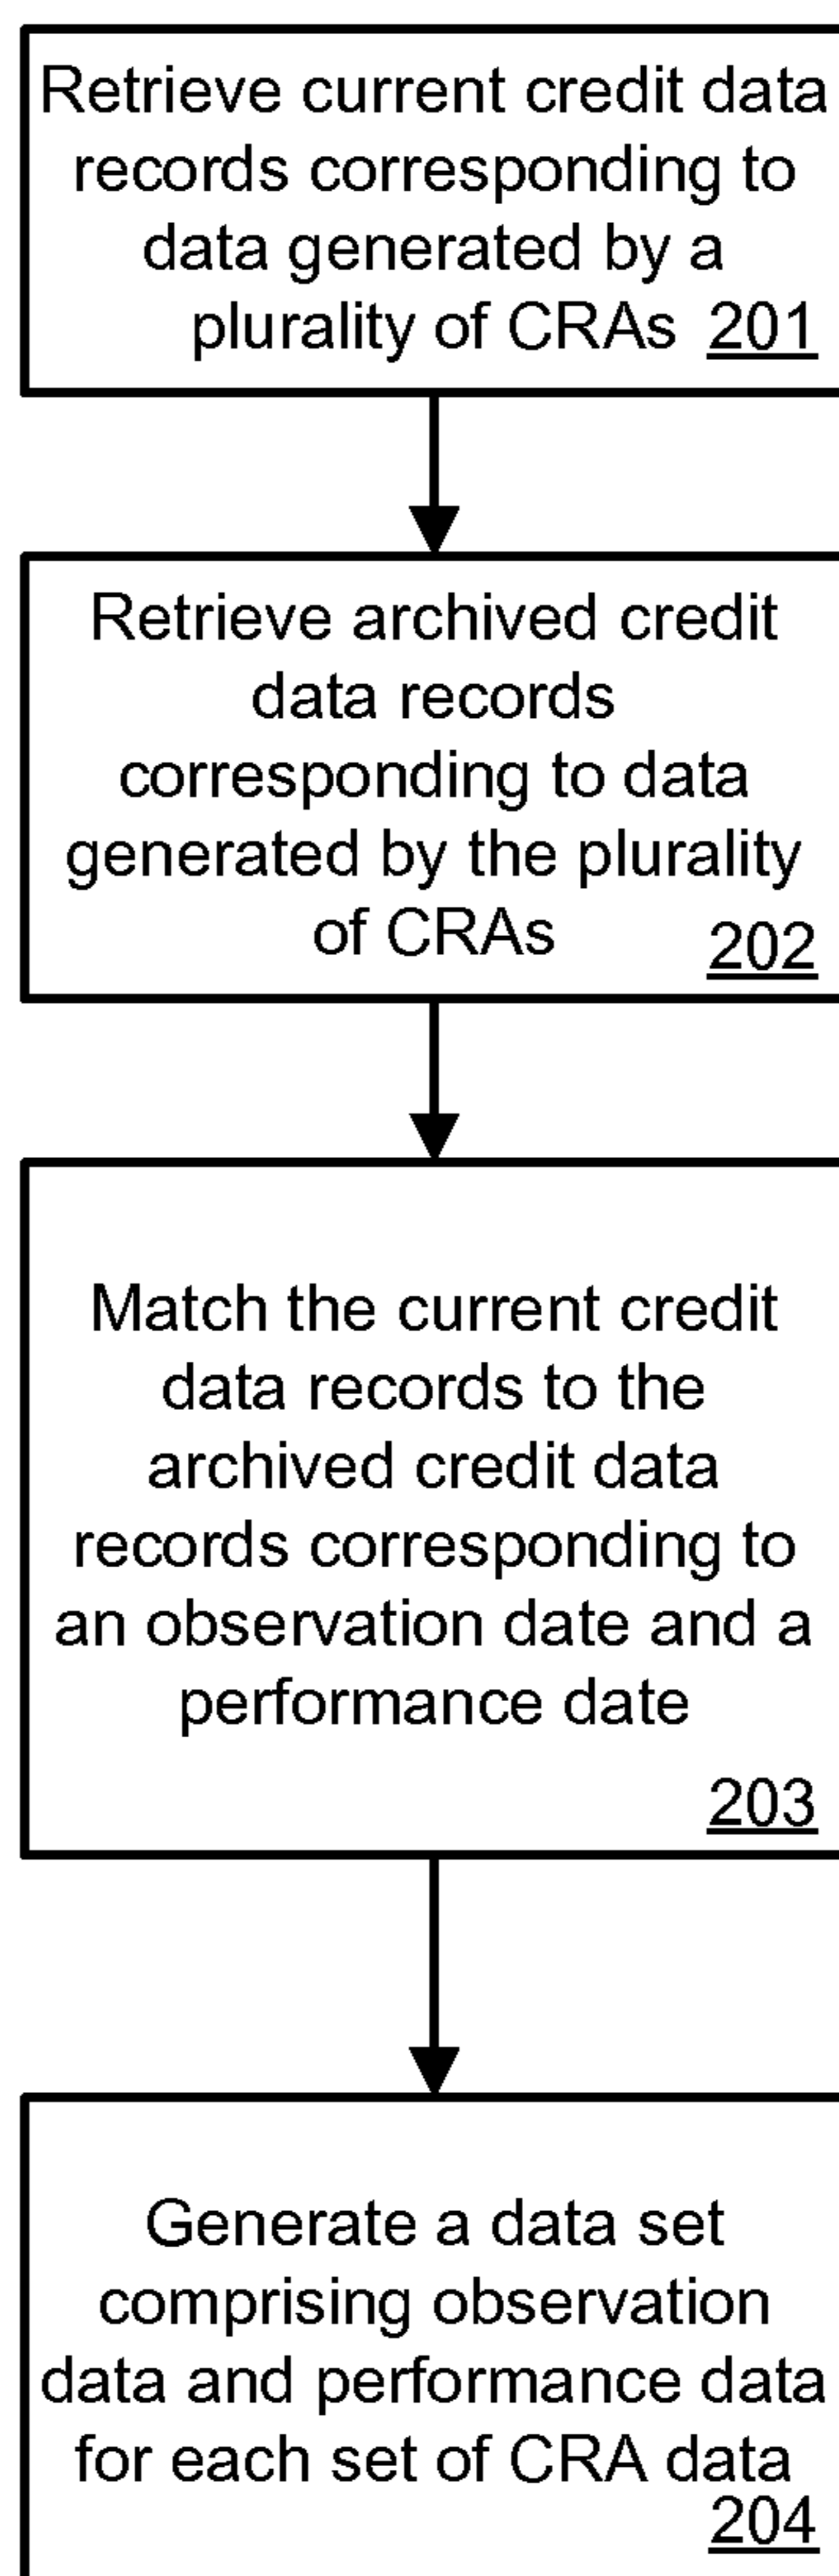 Retrieve current credit data
records corresponding to
data generated by a
plurality of CRAs 201
Retrieve archived credit
data records
corresponding to data
generated by the plurality
of CRAs 202
Match the current credit
data records to the
archived credit data
records corresponding to
an observation date and a
performance date
203
Generate a data set
comprising observation
data and performance data
for each set of CRA data
204